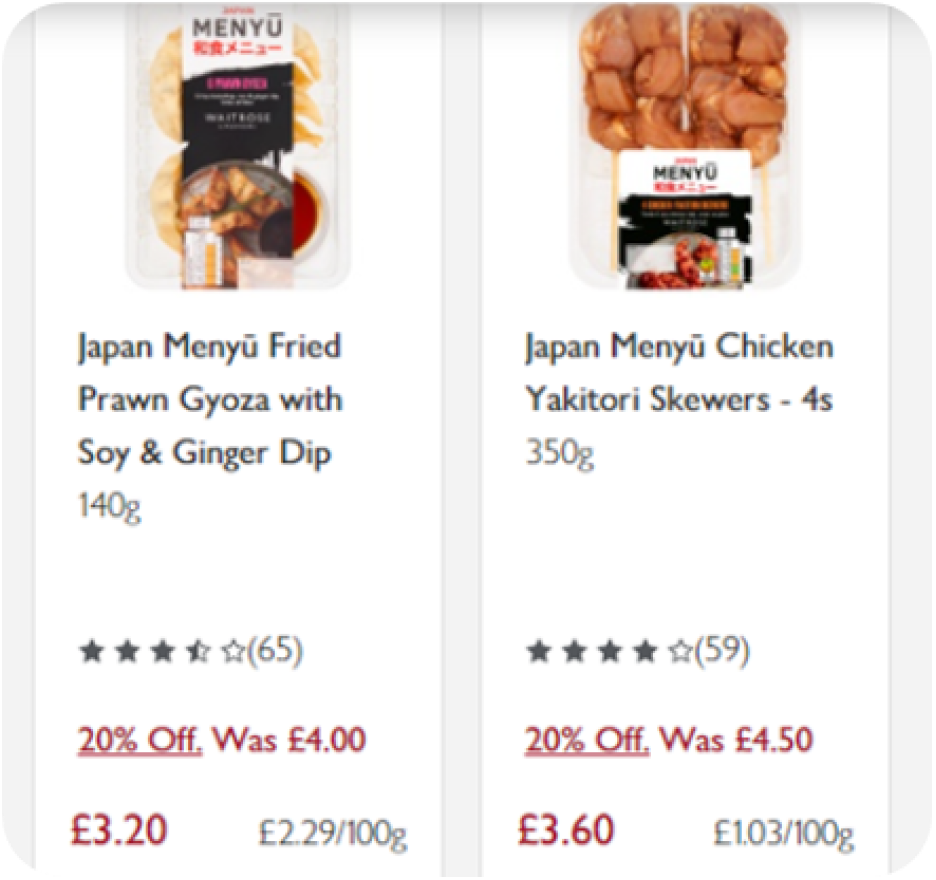 JAPAN
MENYŪ
和食メニュー
6 PRAWN GYOZA
WAITROSE
Japan Menyū Fried
Prawn Gyoza with
Soy & Ginger Dip
140g
(65)
20% Off. Was £4.00
£3.20 £2.29/100g
JAPAN
MENYŪ
和食メニュー
WAITROSE
Japan Menyū Chicken
Yakitori Skewers - 4s
350g
(59)
20% Off. Was £4.50
£3.60 £1.03/100g